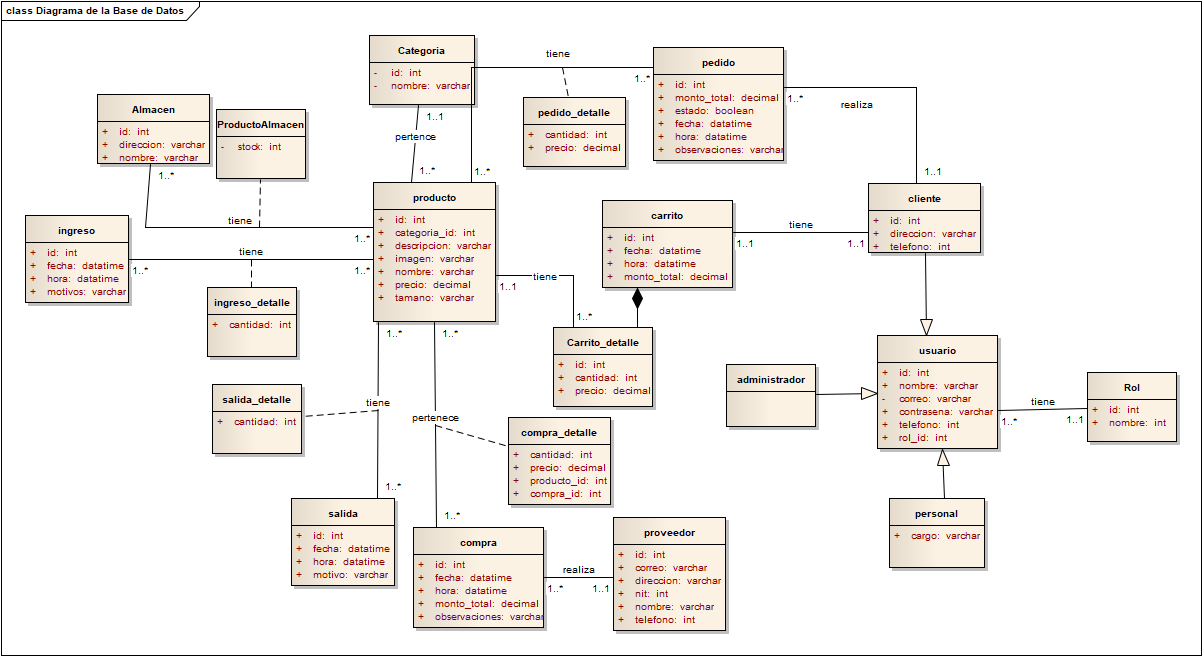 class Diagrama de la Base de Datos
Categoria
- id: int
- nombre: varchar
tiene
1..*
pedido
+ id: int
+ monto_total: decimal
+ estado: boolean
+ fecha: datatime
+ hora: datatime
+ observaciones: varchar
1..*
realiza
1..1
pedido_detalle
+ cantidad: int
+ precio: decimal
Almacen
+ id: int
+ direccion: varchar
+ nombre: varchar
1..*
ProductoAlmacen
- stock: int
1..1
pertence
1..*
1..*
tiene
1..*
producto
+ id: int
+ categoria_id: int
+ descripcion: varchar
+ imagen: varchar
+ nombre: varchar
+ precio: decimal
+ tamano: varchar
cliente
+ id: int
+ direccion: varchar
+ telefono: int
carrito
+ id: int
+ fecha: datatime
+ hora: datatime
+ monto_total: decimal
tiene
1..1
1..1
ingreso
+ id: int
+ fecha: datatime
+ hora: datatime
+ motivos: varchar
tiene
1..*
1..*
ingreso_detalle
+ cantidad: int
tiene
1..1
1..*
Carrito_detalle
+ id: int
+ cantidad: int
+ precio: decimal
1..*
1..*
usuario
+ id: int
+ nombre: varchar
- correo: varchar
+ contrasena: varchar
+ telefono: int
+ rol_id: int
administrador
tiene
1..*
1..1
Rol
+ id: int
+ nombre: int
salida_detalle
+ cantidad: int
tiene
pertenece
compra_detalle
+ cantidad: int
+ precio: decimal
+ producto_id: int
+ compra_id: int
1..*
1..*
salida
+ id: int
+ fecha: datatime
+ hora: datatime
+ motivo: varchar
personal
+ cargo: varchar
compra
+ id: int
+ fecha: datatime
+ hora: datatime
+ monto_total: decimal
+ observaciones: varchar
realiza
1..*
1..1
proveedor
+ id: int
+ correo: varchar
+ direccion: varchar
+ nit: int
+ nombre: varchar
+ telefono: int